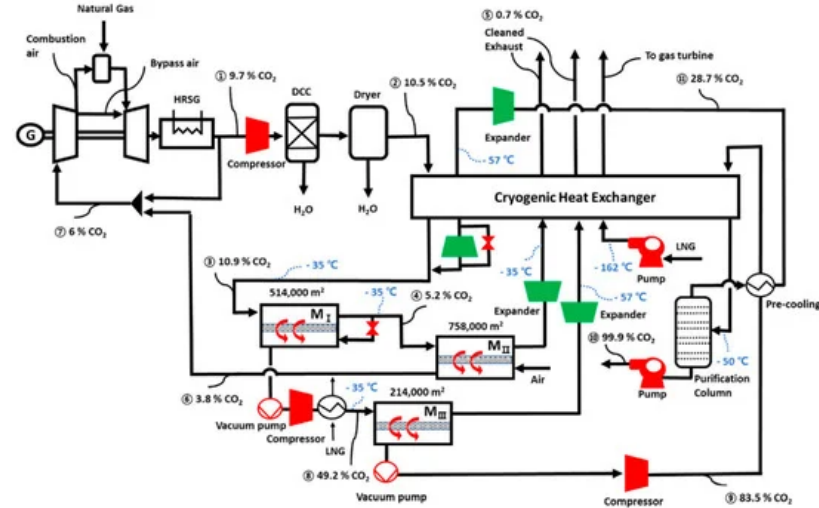 Natural Gas
Combustion
air
Bypass air
G
HRSG
① 9.7 % CO₂
Compressor
DCC
H₂O
Dryer
H₂O
② 10.5 % CO₂
⑤ 0.7 % CO₂
Cleaned
Exhaust
To gas turbine
⑪ 28.7 % CO₂
Expander
- 57 ℃
Cryogenic Heat Exchanger
⑦ 6 % CO₂
③ 10.9 % CO₂
- 35 ℃
514,000 m²
M I
- 35 ℃
④ 5.2 % CO₂
758,000 m²
M II
Air
- 35 ℃
Expander
- 57 ℃
Expander
- 162 ℃
LNG
Pump
Pre-cooling
- 50 ℃
Purification
Column
⑩ 99.9 % CO₂
Pump
⑥ 3.8 % CO₂
Vacuum pump
Compressor
LNG
- 35 ℃
214,000 m²
M III
⑧ 49.2 % CO₂
Vacuum pump
Compressor
⑨ 83.5 % CO₂